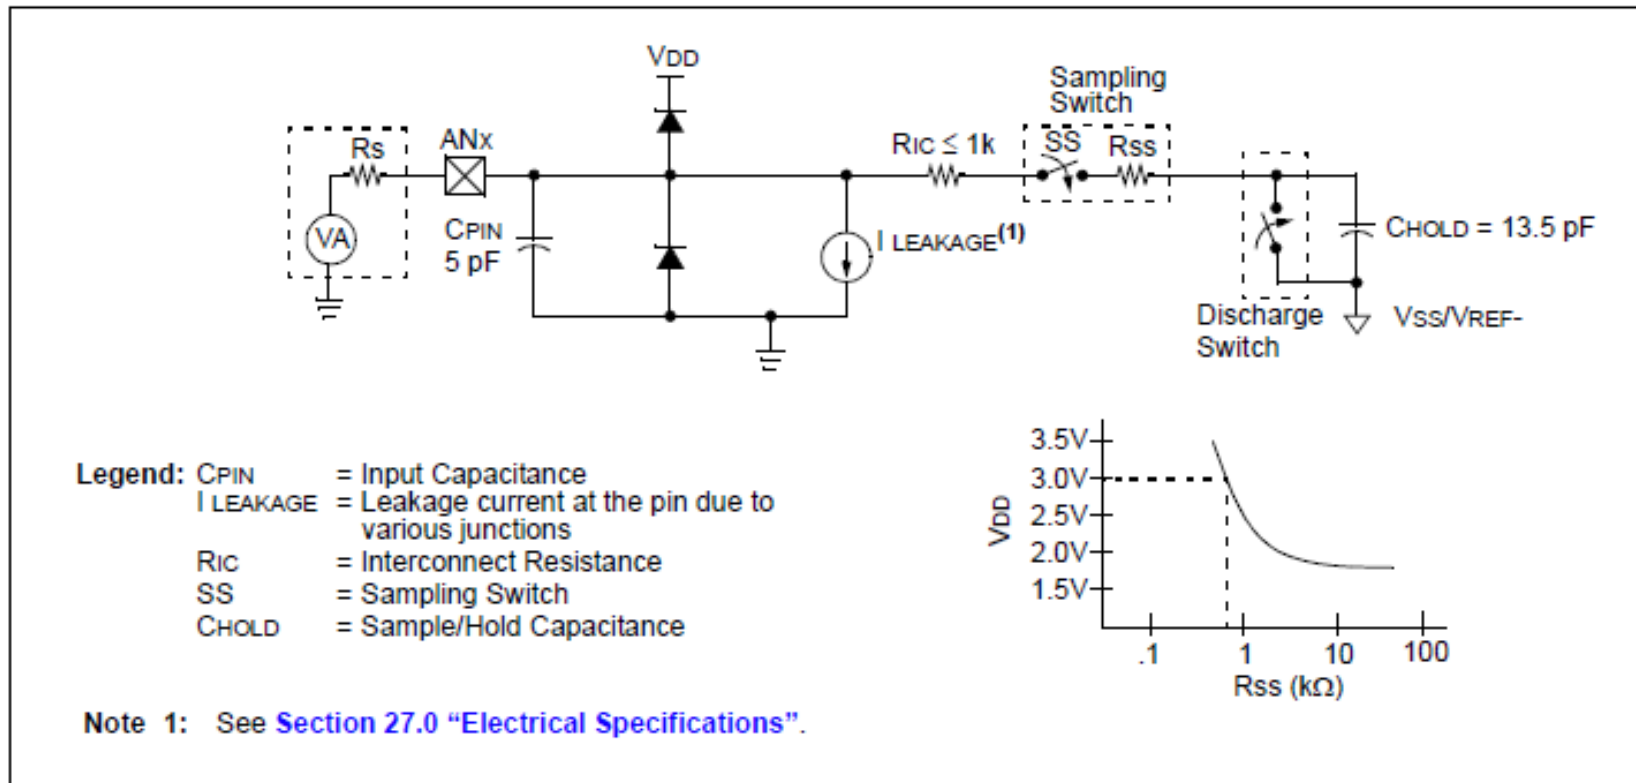 VDD
Sampling
Switch
Rs
ANx
RIC ≤ 1k
SS
Rss
VA
CPIN
5 pF
I LEAKAGE(1)
CHOLD = 13.5 pF
Discharge
Switch
VSS/VREF-
Legend: CPIN = Input Capacitance
I LEAKAGE = Leakage current at the pin due to
various junctions
RIC = Interconnect Resistance
SS = Sampling Switch
CHOLD = Sample/Hold Capacitance
VDD
3.5V
3.0V
2.5V
2.0V
1.5V
.1 1 10 100
Rss (kΩ)
Note 1: See Section 27.0 “Electrical Specifications”.